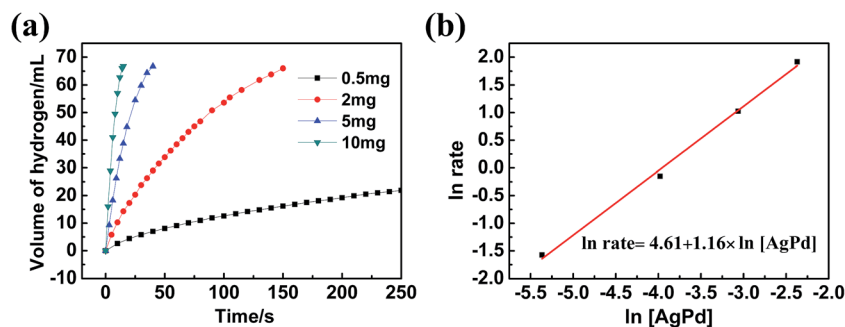 (a)
Volume of hydrogen/mL
70
60
50
40
30
20
10
0
-10
0.5mg
2mg
5mg
10mg
0
50
100
150
200
250
Time/s
(b)
ln rate
2.0
1.5
1.0
0.5
0.0
-0.5
-1.0
-1.5
-2.0
ln rate= 4.61+1.16× ln [AgPd]
-5.5
-5.0
-4.5
-4.0
-3.5
-3.0
-2.5
-2.0
ln [AgPd]